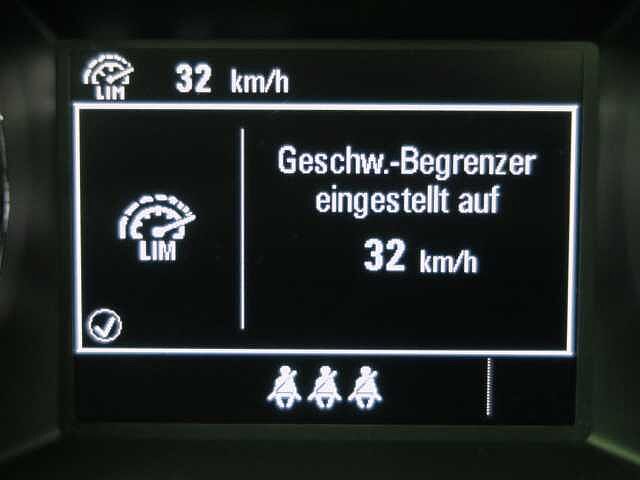 LIM 32 km/h
Geschw.-Begrenzer
eingestellt auf
32 km/h
LIM